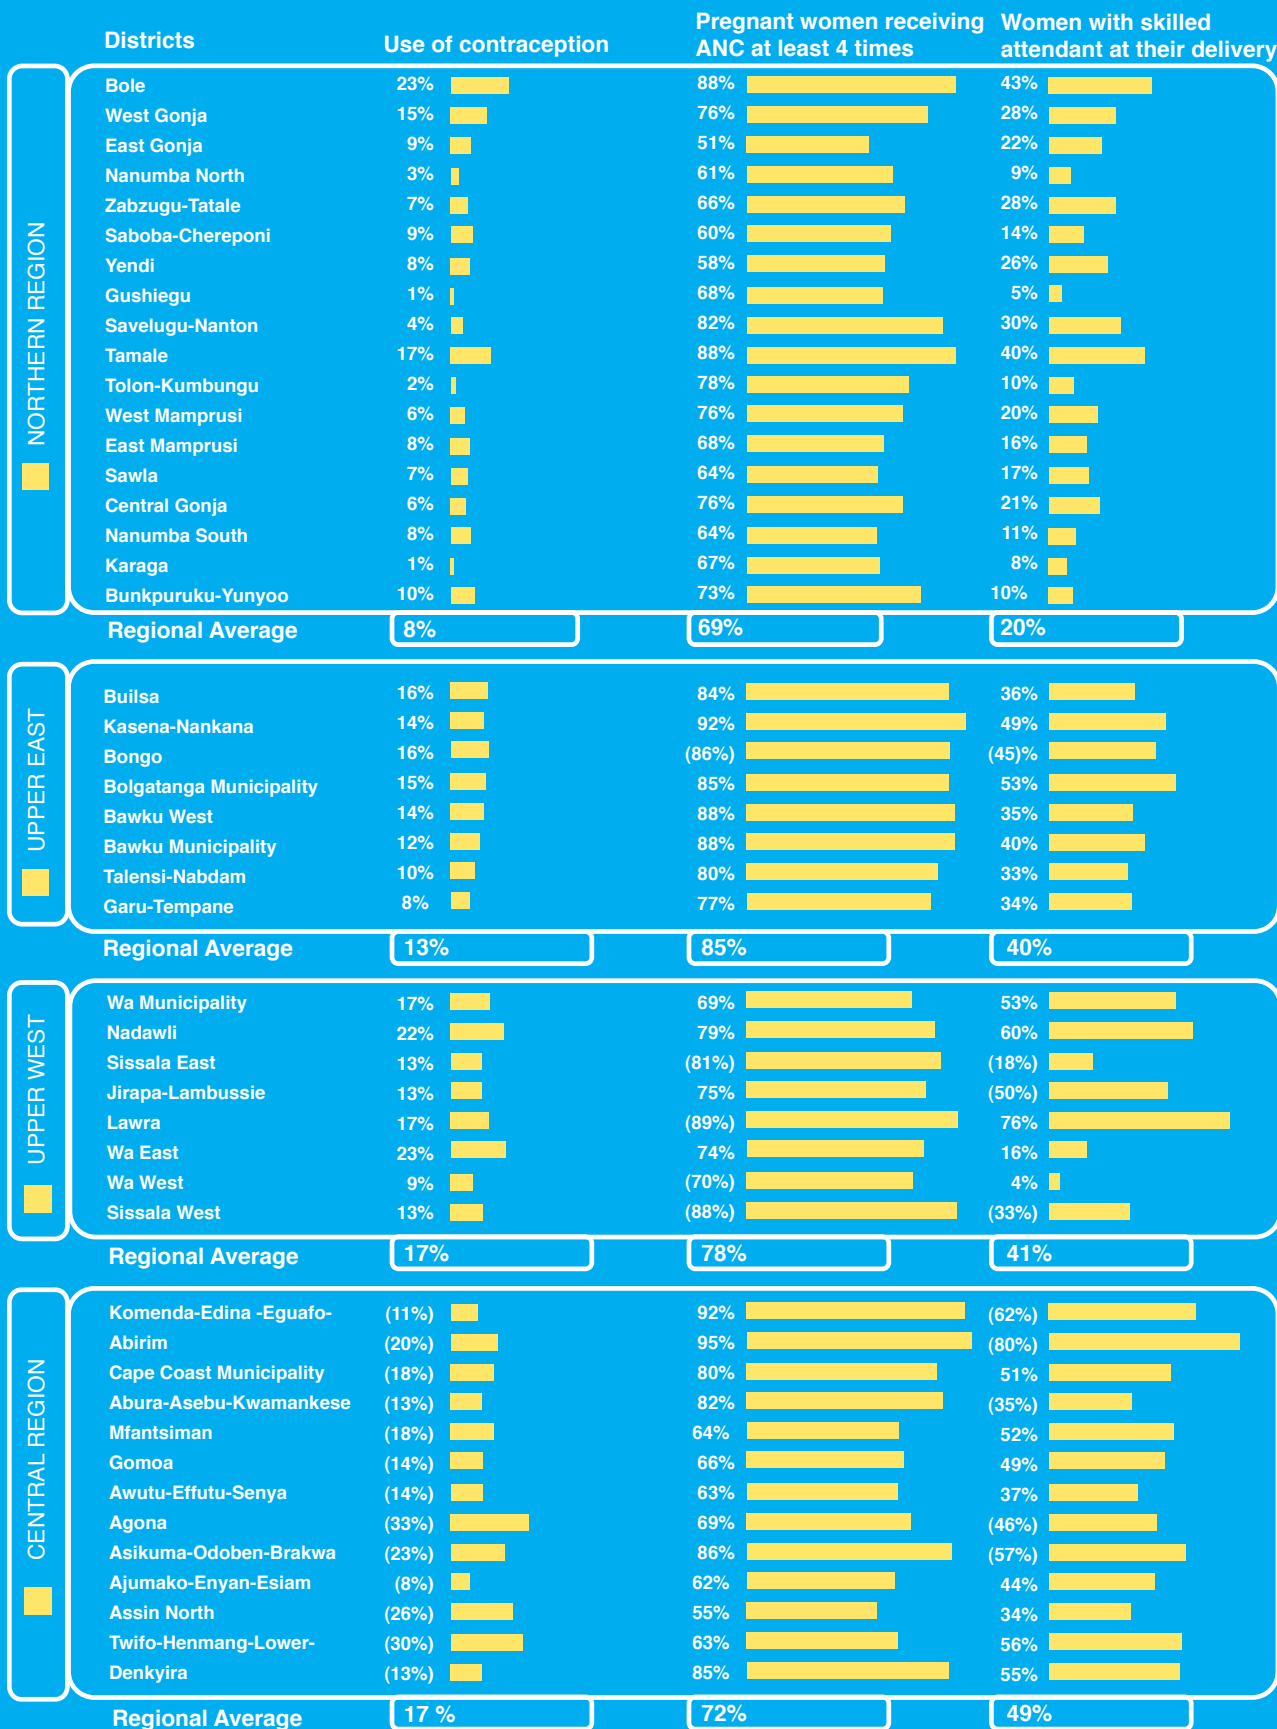 Districts Use of contraception Pregnant women receiving Women with skilled
ANC at least 4 times attendant at their delivery
NORTHERN REGION
Bole 23% 88% 43%
West Gonja 15% 76% 28%
East Gonja 9% 51% 22%
Nanumba North 3% 61% 9%
Zabzugu-Tatale 7% 66% 28%
Saboba-Chereponi 9% 60% 14%
Yendi 8% 58% 26%
Gushiegu 1% 68% 5%
Savelugu-Nanton 4% 82% 30%
Tamale 17% 88% 40%
Tolon-Kumbungu 2% 78% 10%
West Mamprusi 6% 76% 20%
East Mamprusi 8% 68% 16%
Sawla 7% 64% 17%
Central Gonja 6% 76% 21%
Nanumba South 8% 64% 11%
Karaga 1% 67% 8%
Bunkpuruku-Yunyoo 10% 73% 10%
Regional Average 8% 69% 20%
UPPER EAST
Builsa 16% 84% 36%
Kasena-Nankana 14% 92% 49%
Bongo 16% (86%) (45)%
Bolgatanga Municipality 15% 85% 53%
Bawku West 14% 88% 35%
Bawku Municipality 12% 88% 40%
Talensi-Nabdam 10% 80% 33%
Garu-Tempane 8% 77% 34%
Regional Average 13% 85% 40%
UPPER WEST
Wa Municipality 17% 69% 53%
Nadawli 22% 79% 60%
Sissala East 13% (81%) (18%)
Jirapa-Lambussie 13% 75% (50%)
Lawra 17% (89%) 76%
Wa East 23% 74% 16%
Wa West 9% (70%) 4%
Sissala West 13% (88%) (33%)
Regional Average 17% 78% 41%
CENTRAL REGION
Komenda-Edina -Eguafo- (11%) 92% (62%)
Abirim (20%) 95% (80%)
Cape Coast Municipality (18%) 80% 51%
Abura-Asebu-Kwamankese (13%) 82% (35%)
Mfantsiman (18%) 64% 52%
Gomoa (14%) 66% 49%
Awutu-Effutu-Senya (14%) 63% 37%
Agona (33%) 69% (46%)
Asikuma-Odoben-Brakwa (23%) 86% (57%)
Ajumako-Enyan-Esiam (8%) 62% 44%
Assin North (26%) 55% 34%
Twifo-Henmang-Lower- (30%) 63% 56%
Denkyira (13%) 85% 55%
Regional Average 17 % 72% 49%